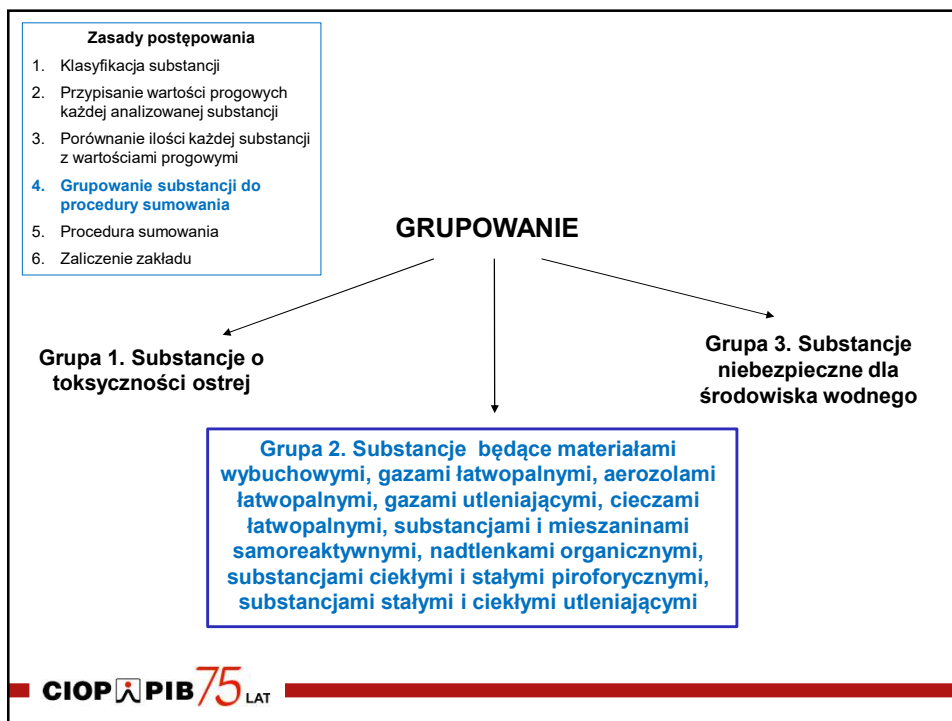 Zasady postępowania
1. Klasyfikacja substancji
2. Przypisanie wartości progowych
każdej analizowanej substancji
3. Porównanie ilości każdej substancji
z wartościami progowymi
4. Grupowanie substancji do
procedury sumowania
5. Procedura sumowania
6. Zaliczenie zakładu
GRUPOWANIE
Grupa 1. Substancje o
toksyczności ostrej
Grupa 3. Substancje
niebezpieczne dla
środowiska wodnego
Grupa 2. Substancje będące materiałami
wybuchowymi, gazami łatwopalnymi, aerozolami
łatwopalnymi, gazami utleniającymi, cieczami
łatwopalnymi, substancjami i mieszaninami
samoreaktywnymi, nadtlenkami organicznymi,
substancjami ciekłymi i stałymi piroforycznymi,
substancjami stałymi i ciekłymi utleniającymi
CIOP PIB 75 LAT